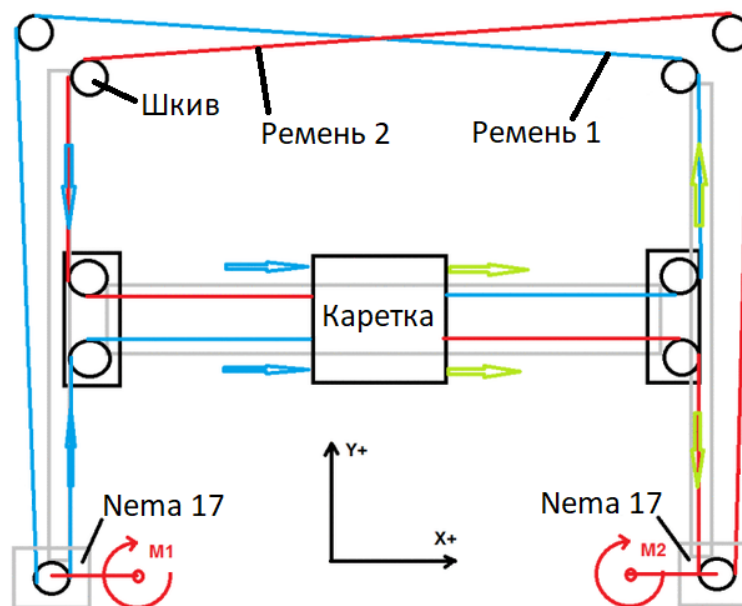 Шкив
Ремень 2
Ремень 1
Каретка
Y+
X+
Nema 17
Nema 17
M1
M2